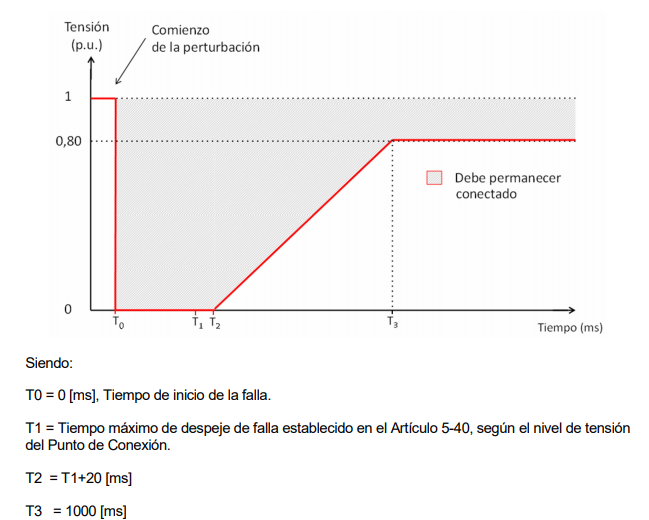 Tensión
(p.u.)
Comienzo
de la perturbación
1
0,80
Debe permanecer
conectado
0
T0
T1
T2
T3
Tiempo (ms)
Siendo:
T0 = 0 [ms], Tiempo de inicio de la falla.
T1 = Tiempo máximo de despeje de falla establecido en el Artículo 5-40, según el nivel de tensión
del Punto de Conexión.
T2  = T1+20 [ms]
T3   = 1000 [ms]